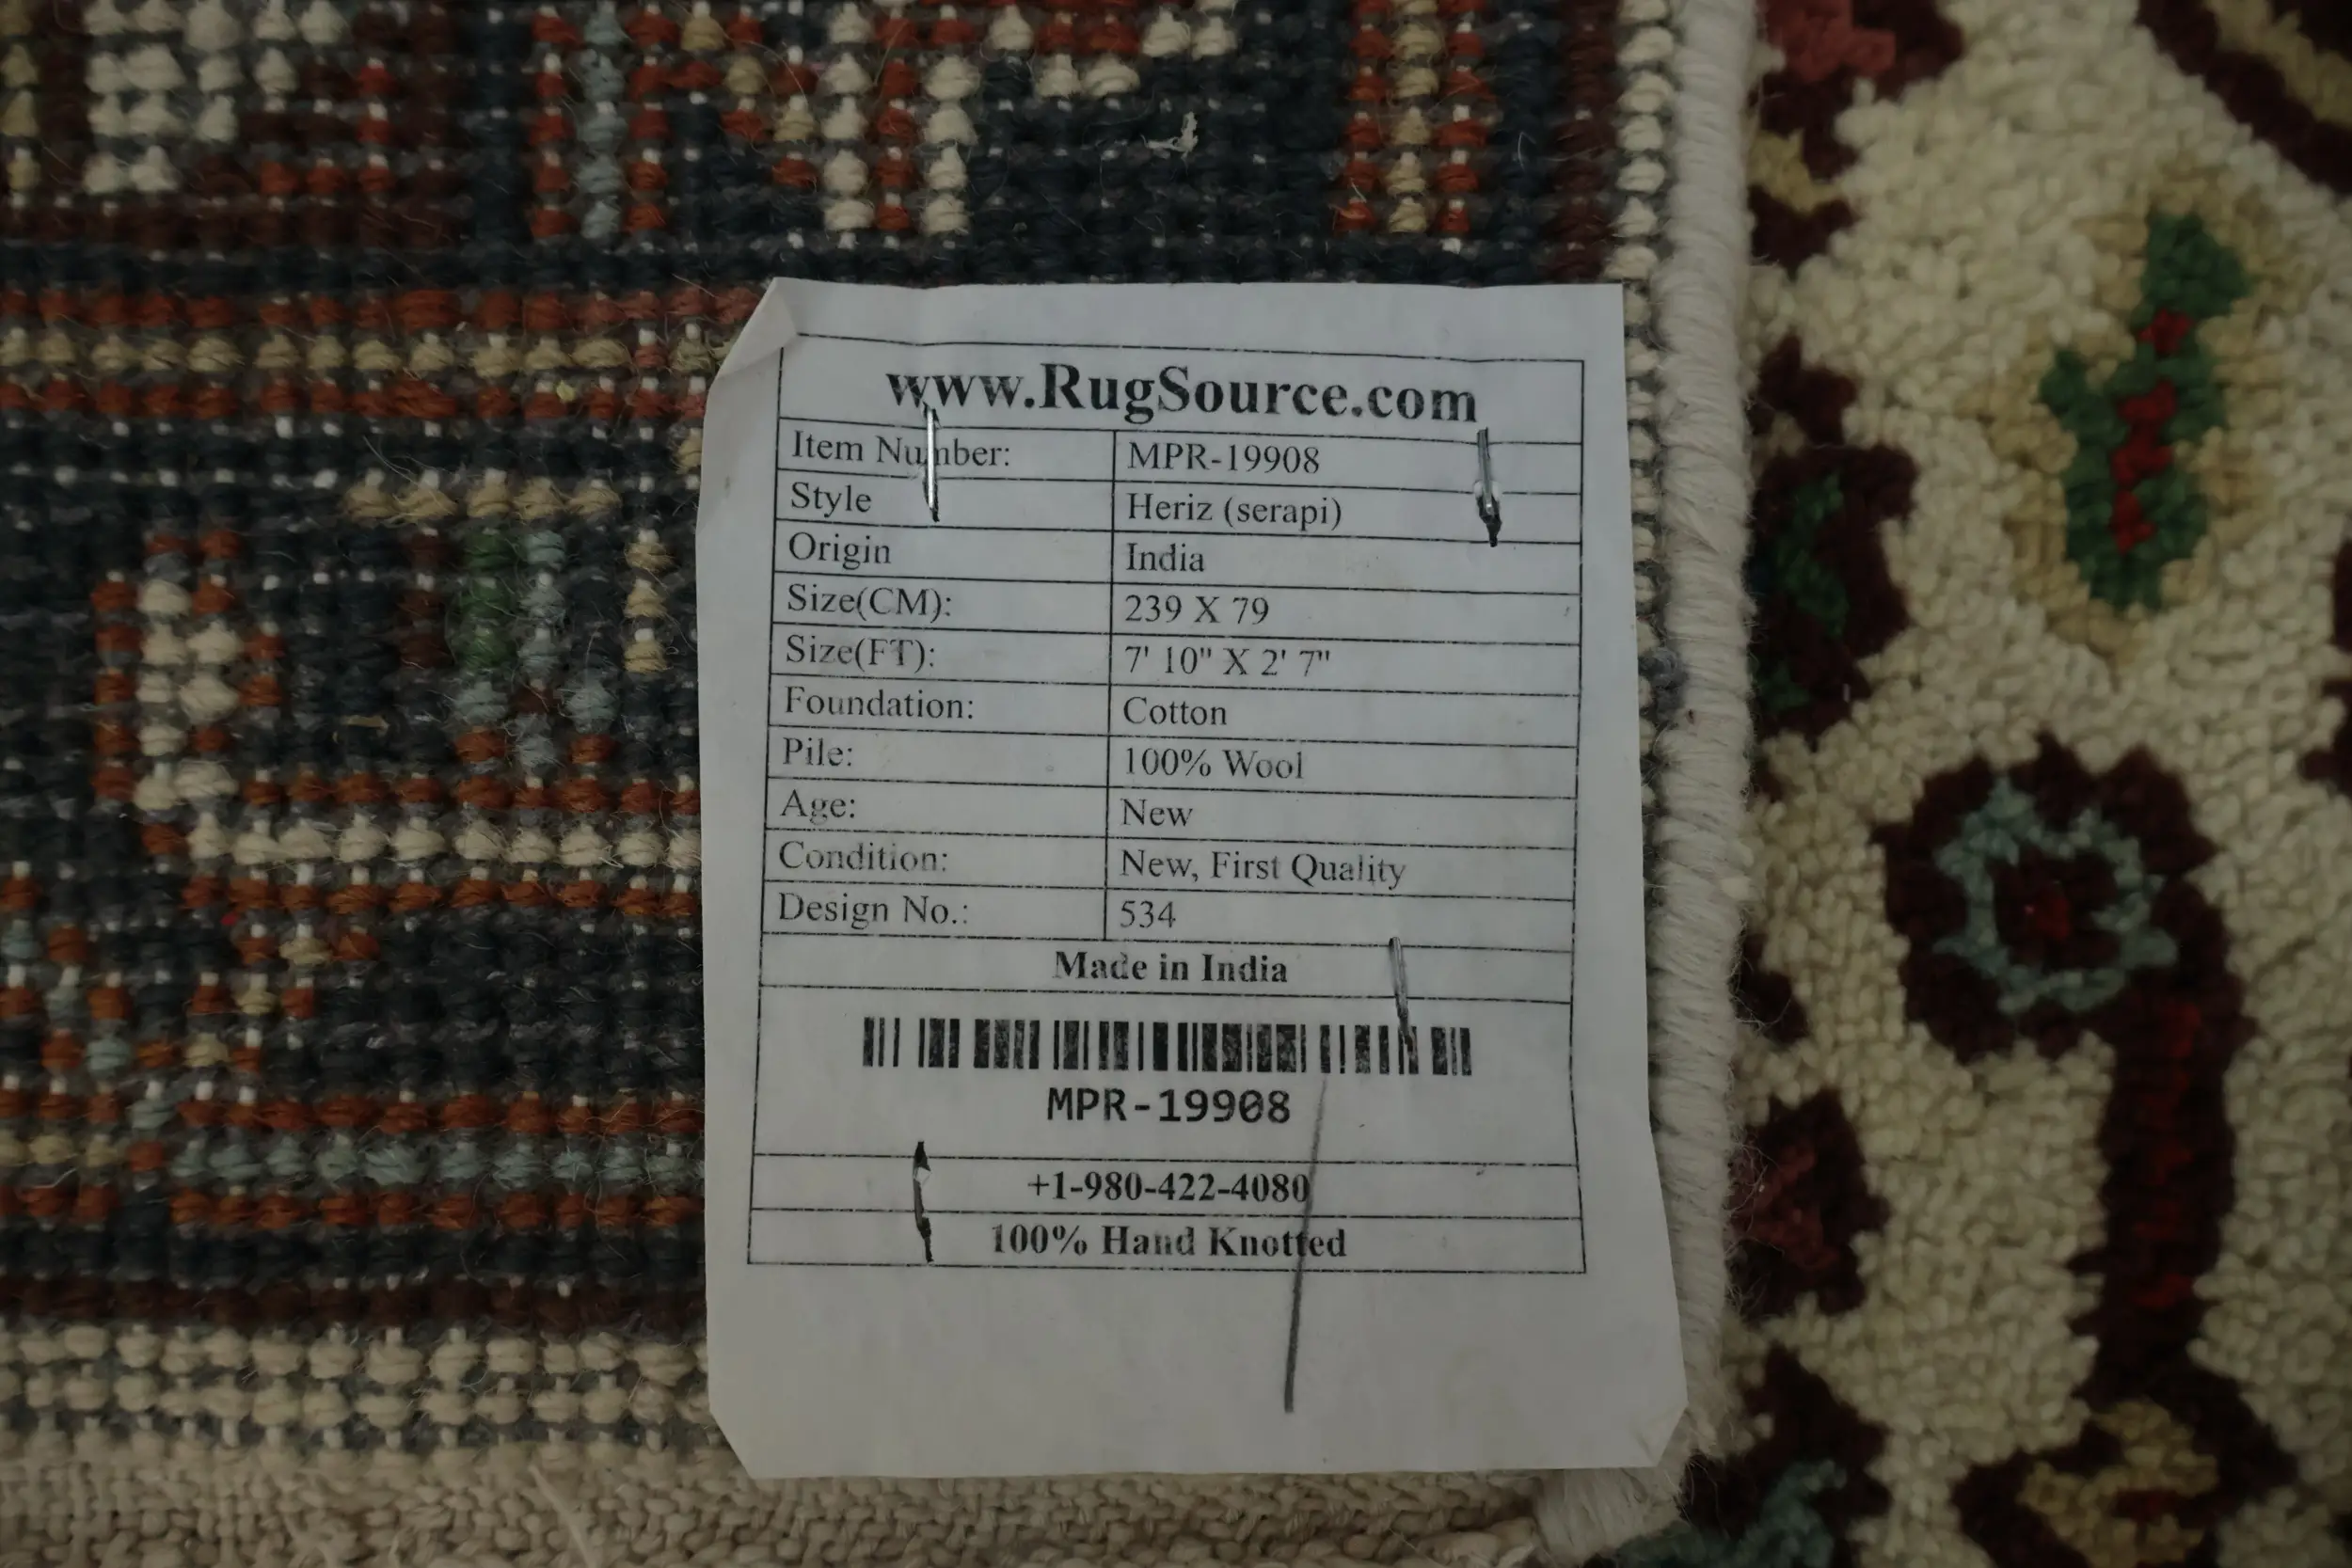 www.RugSource.com
Item Number: MPR-19908
Style Heriz (serapi)
Origin India
Size(CM): 239 X 79
Size(FT): 7' 10" X 2' 7"
Foundation: Cotton
Pile: 100% Wool
Age: New
Condition: New, First Quality
Design No.: 534
Made in India
MPR-19908
+1-980-422-4080
100% Hand Knotted